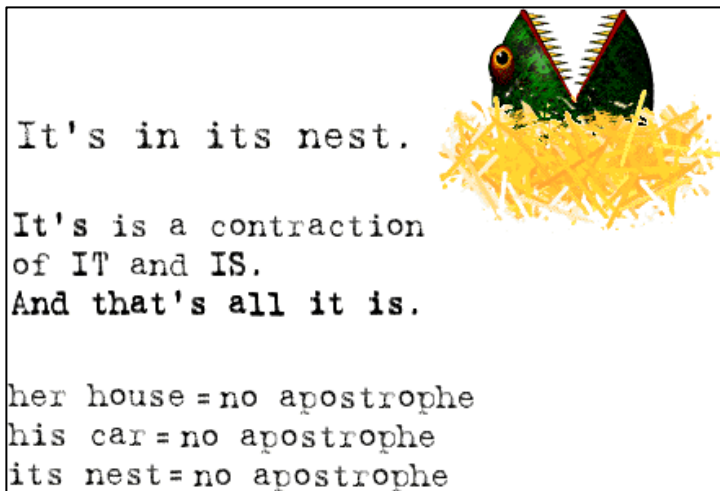 It's in its nest.
It's is a contraction
of IT and IS.
And that's all it is.
her house=no apostrophe
his car=no apostrophe
its nest=no apostrophe